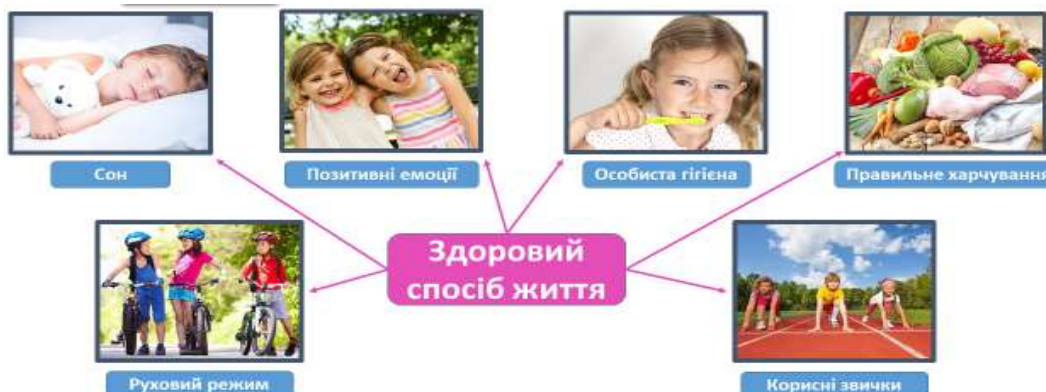 Сон
Позитивні емоції
Особиста гігієна
Правильне харчування
Здоровий
спосіб життя
Руховий режим
Корисні звички